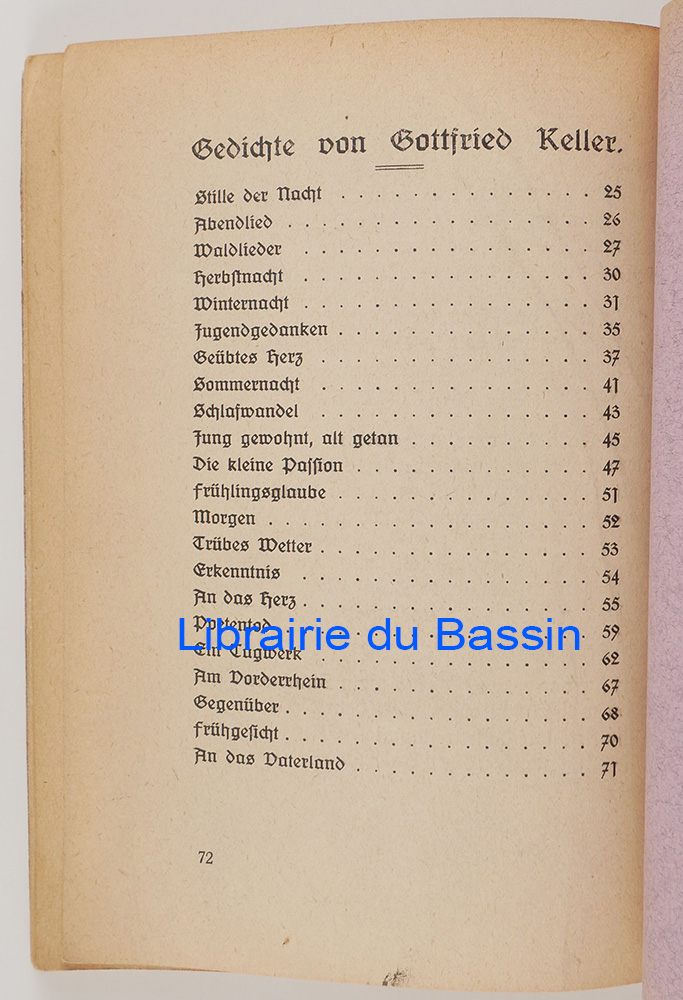 Gedichte von Gottfried Keller.
Stille der Nacht . . . . . . . . . . . 25
Abendlied . . . . . . . . . . . . . 26
Waldlieder . . . . . . . . . . . . 27
Herbstnacht . . . . . . . . . . . . 30
Winternacht . . . . . . . . . . . . 31
Jugendgedanken . . . . . . . . . . . 35
Geübtes Herz . . . . . . . . . . . . 37
Sommernacht . . . . . . . . . . . . 41
Schlafwandel . . . . . . . . . . . . 43
Jung gewohnt, alt getan . . . . . . . . 45
Die kleine Passion . . . . . . . . . . 47
Frühlingsglaube . . . . . . . . . . . 51
Morgen . . . . . . . . . . . . . . 52
Trübes Wetter . . . . . . . . . . . . 53
Erkenntnis . . . . . . . . . . . . 54
An das Herz . . . . . . . . . . . . 55
Poetentod . . . . . . . . . . . . 59
Librairie du Bassin
Ein Tagwerk . . . . . . . . . . . . 62
Am Vorderrhein . . . . . . . . . . . 67
Gegenüber . . . . . . . . . . . . . 68
Frühgesicht . . . . . . . . . . . . . 70
An das Vaterland . . . . . . . . . . 71
72